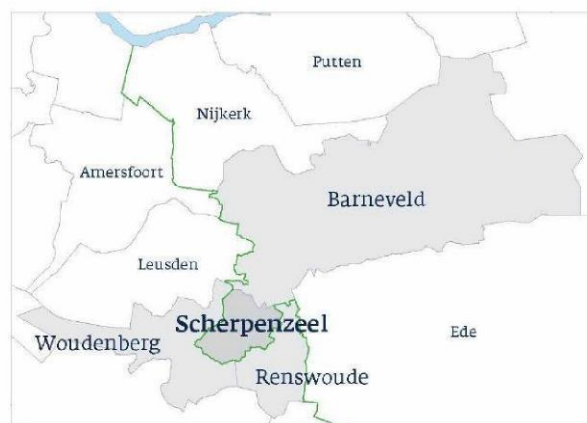 Putten
Nijkerk
Amersfoort
Barneveld
Leusden
Scherpenzeel
Woudenberg
Ede
Renswoude